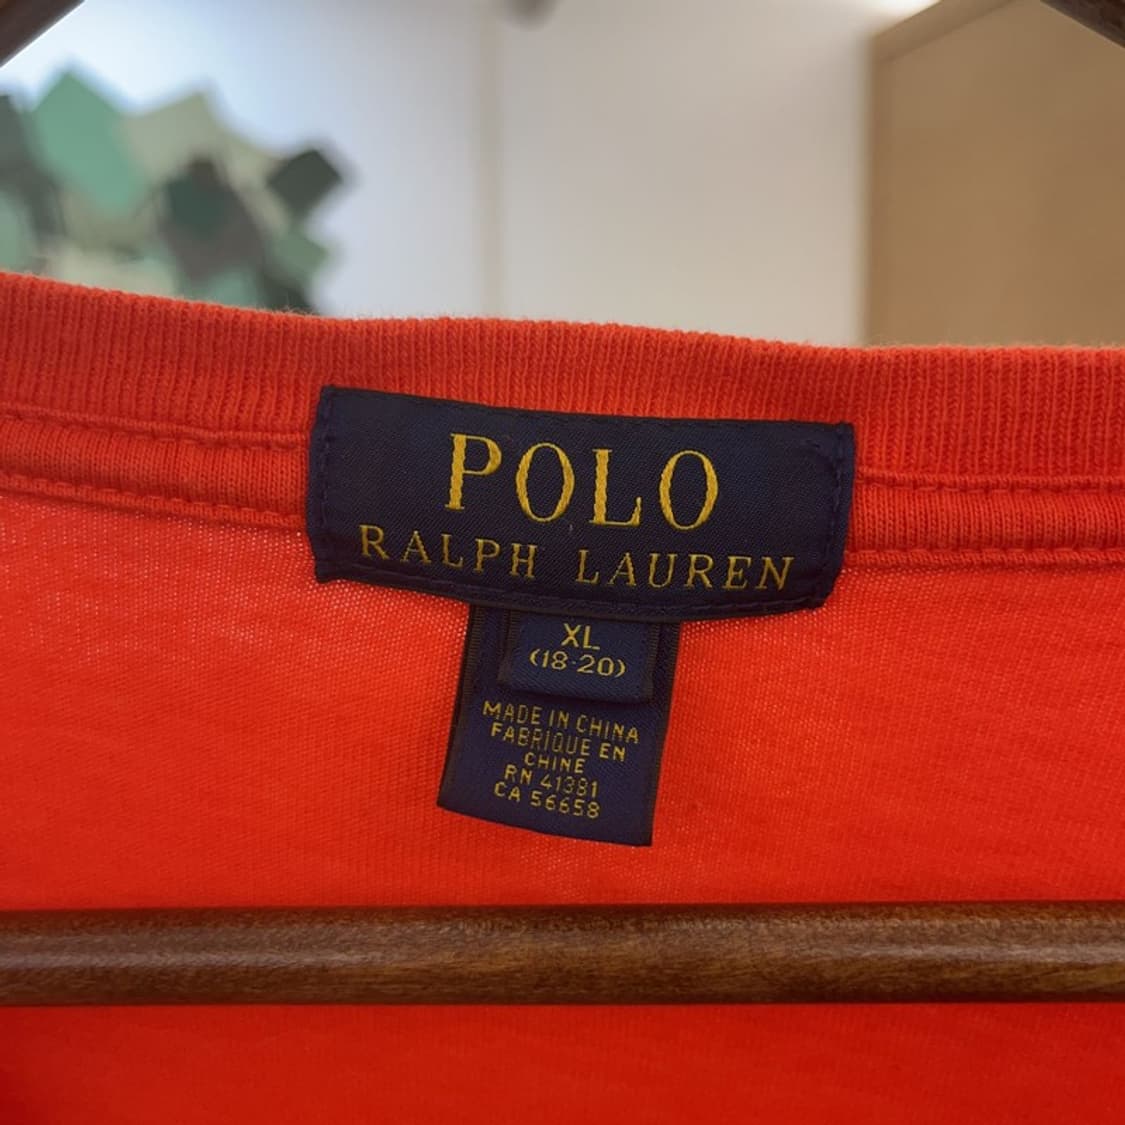 POLO
RALPH LAUREN
XL
(18-20)
MADE IN CHINA
FABRIQUE EN
CHINE
RN 41381
CA 56658